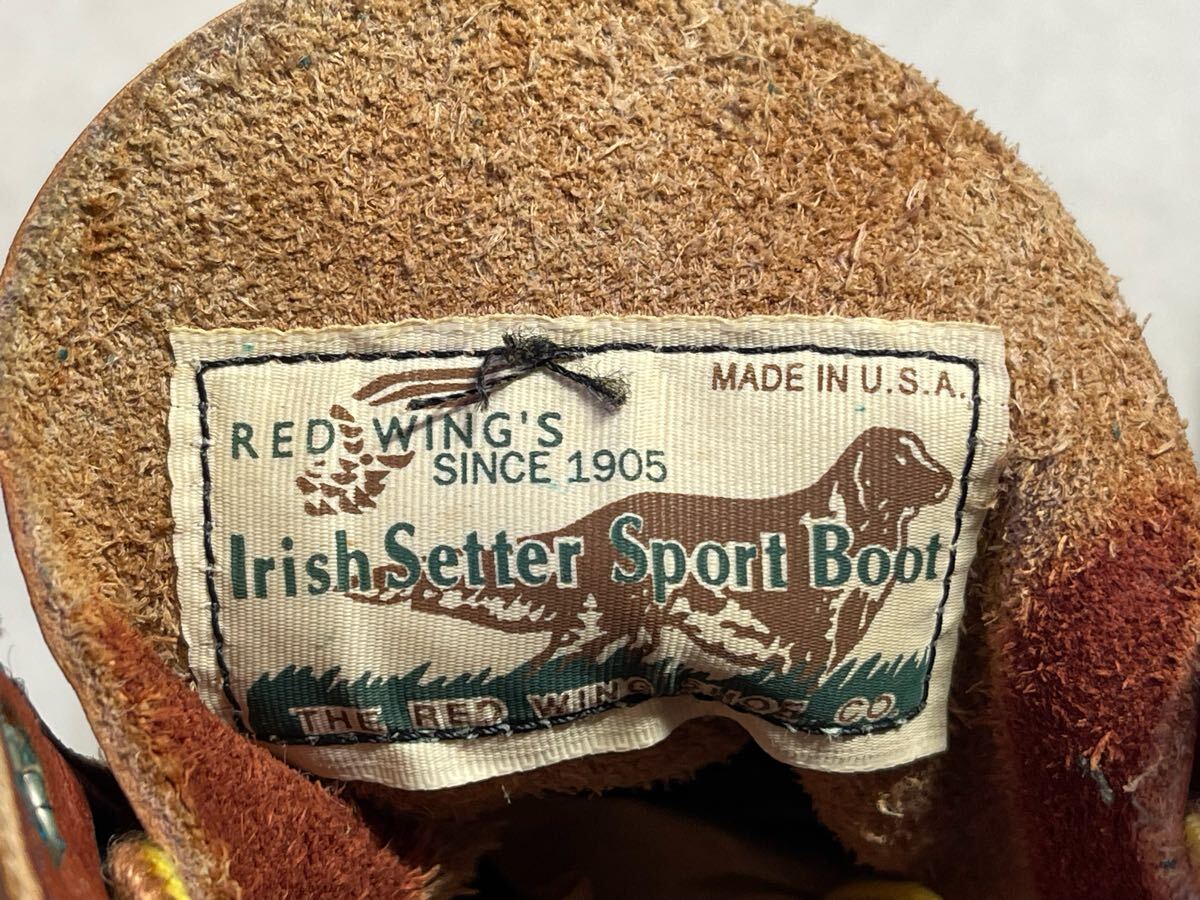 MADE IN U.S.A.
RED WING'S
SINCE 1905
Irish Setter Sport Boot
THE RED WING SHOE CO